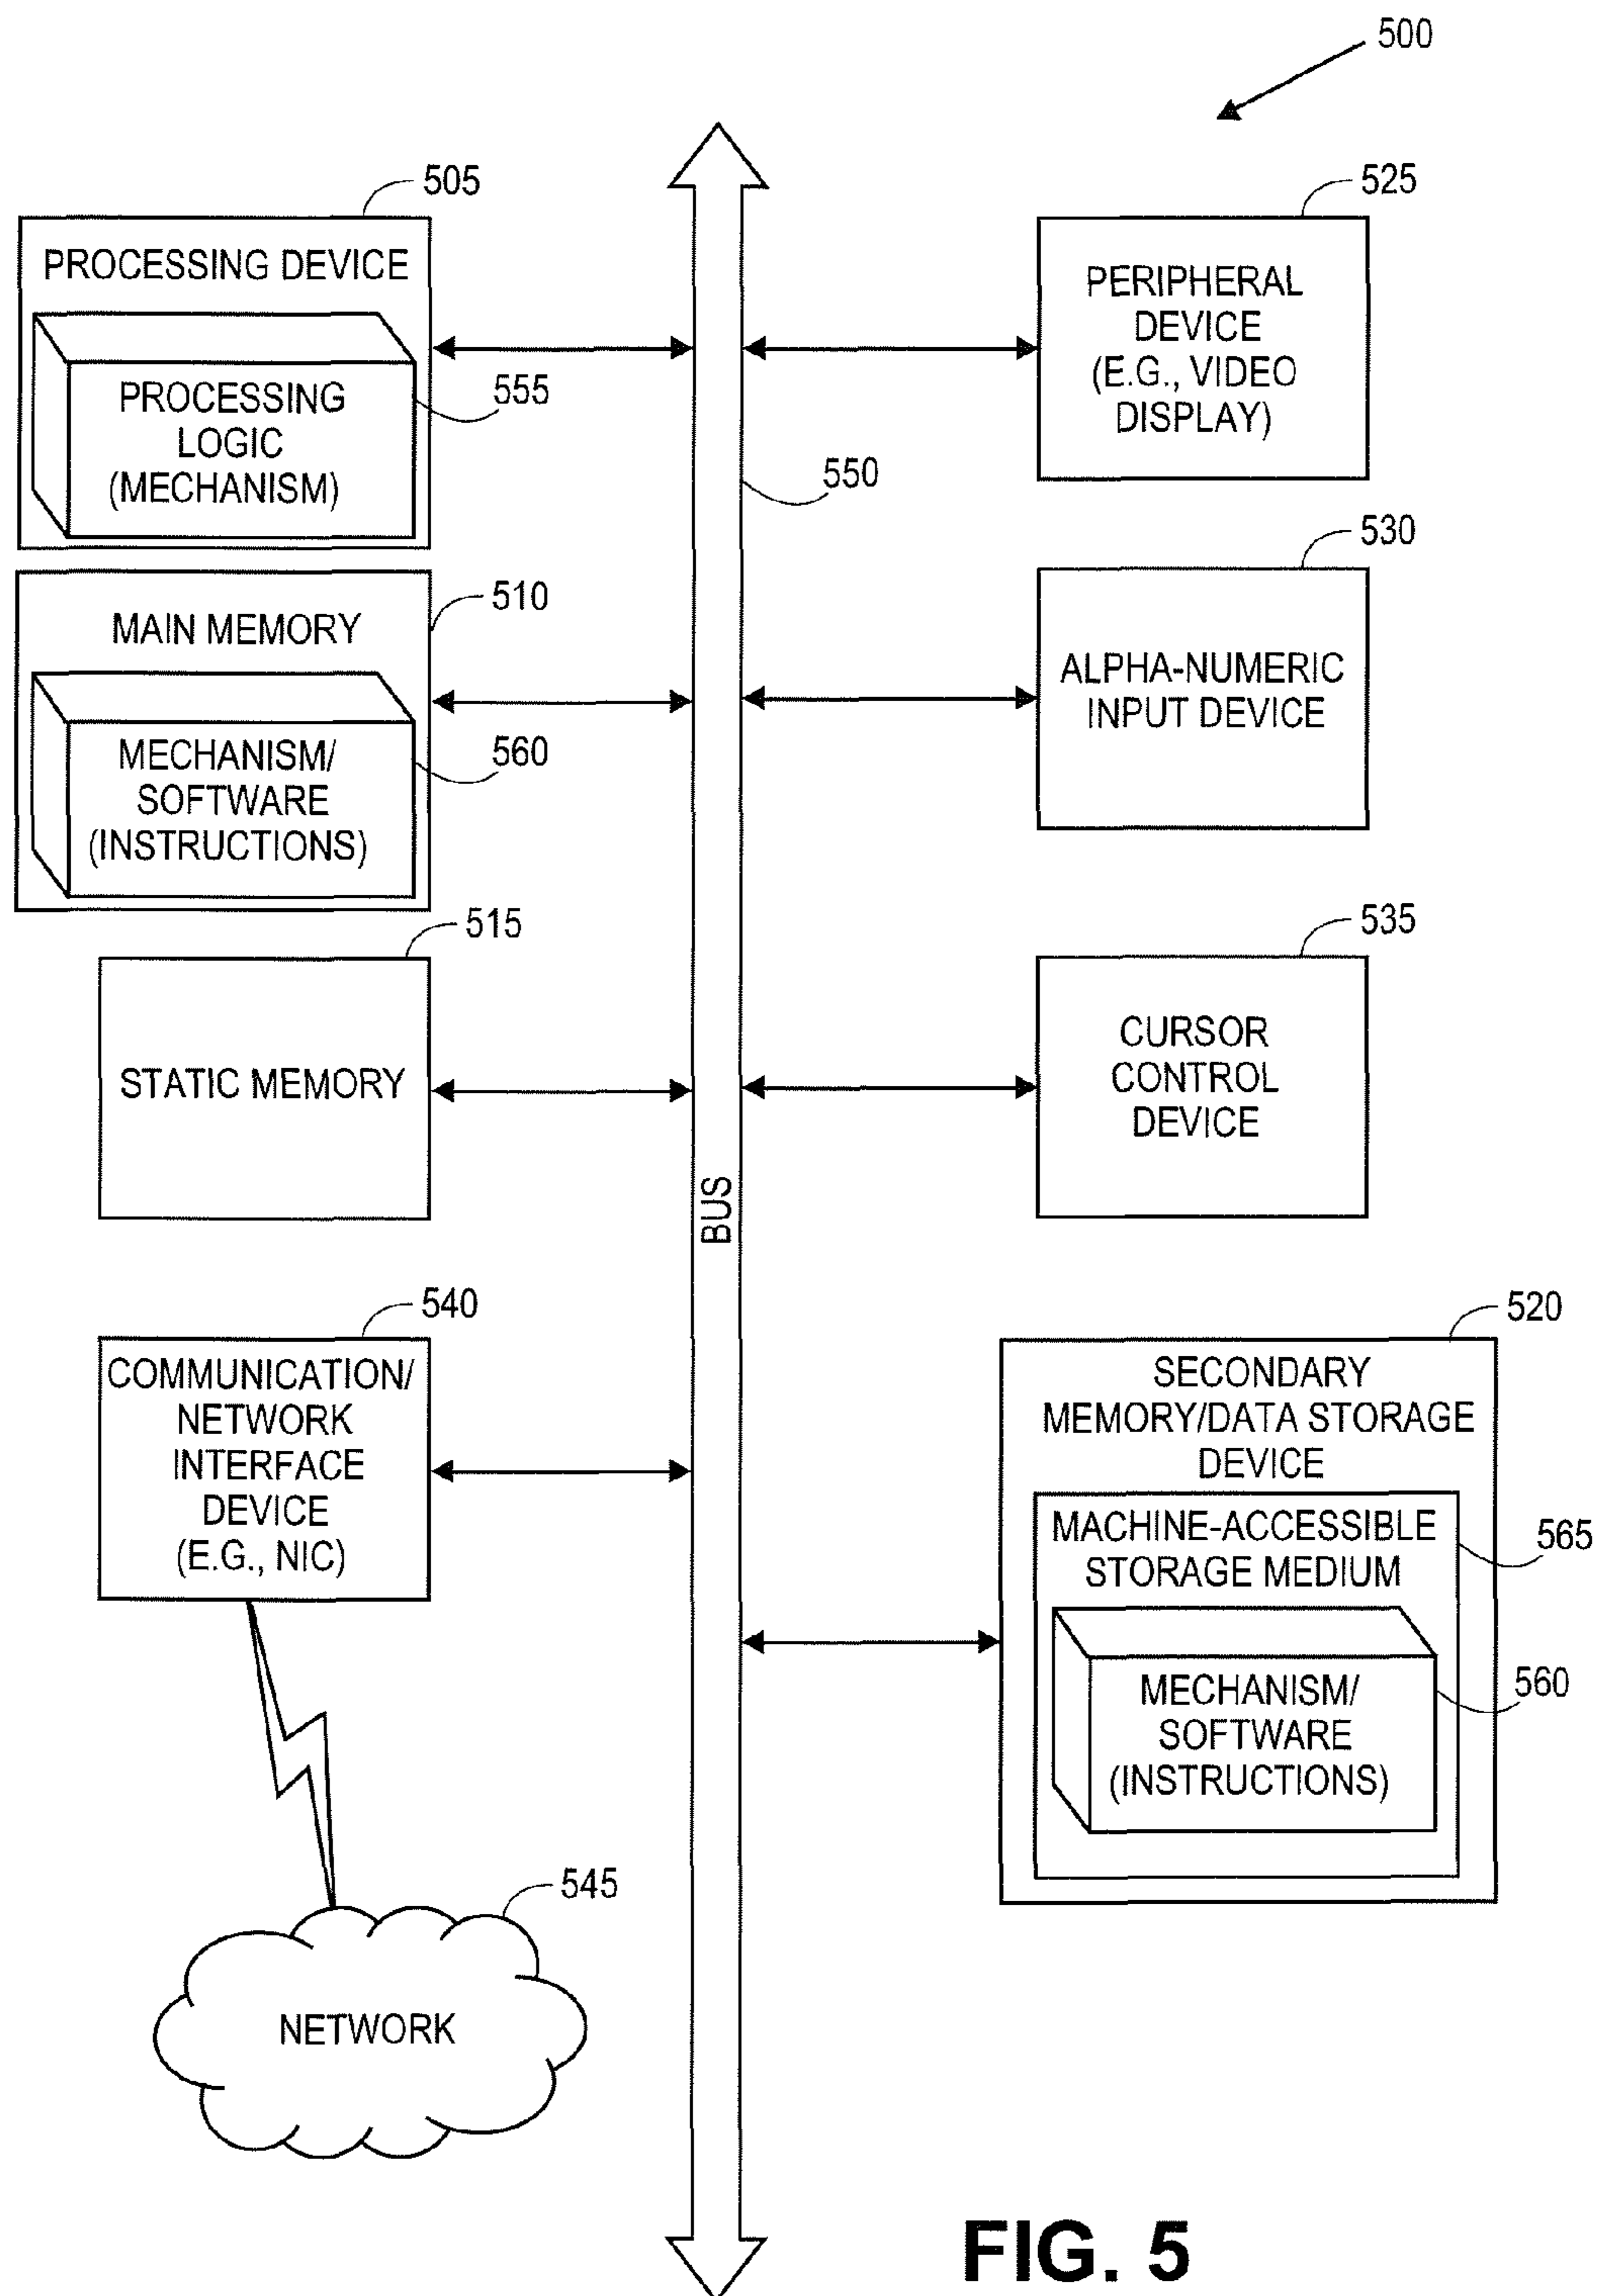 500
505
PROCESSING DEVICE
PROCESSING
LOGIC
(MECHANISM)
555
510
MAIN MEMORY
MECHANISM/
SOFTWARE
(INSTRUCTIONS)
560
515
STATIC MEMORY
540
COMMUNICATION/
NETWORK
INTERFACE
DEVICE
(E.G., NIC)
545
NETWORK
550
BUS
525
PERIPHERAL
DEVICE
(E.G., VIDEO
DISPLAY)
530
ALPHA-NUMERIC
INPUT DEVICE
535
CURSOR
CONTROL
DEVICE
520
SECONDARY
MEMORY/DATA STORAGE
DEVICE
MACHINE-ACCESSIBLE
STORAGE MEDIUM
565
MECHANISM/
SOFTWARE
(INSTRUCTIONS)
560
FIG. 5